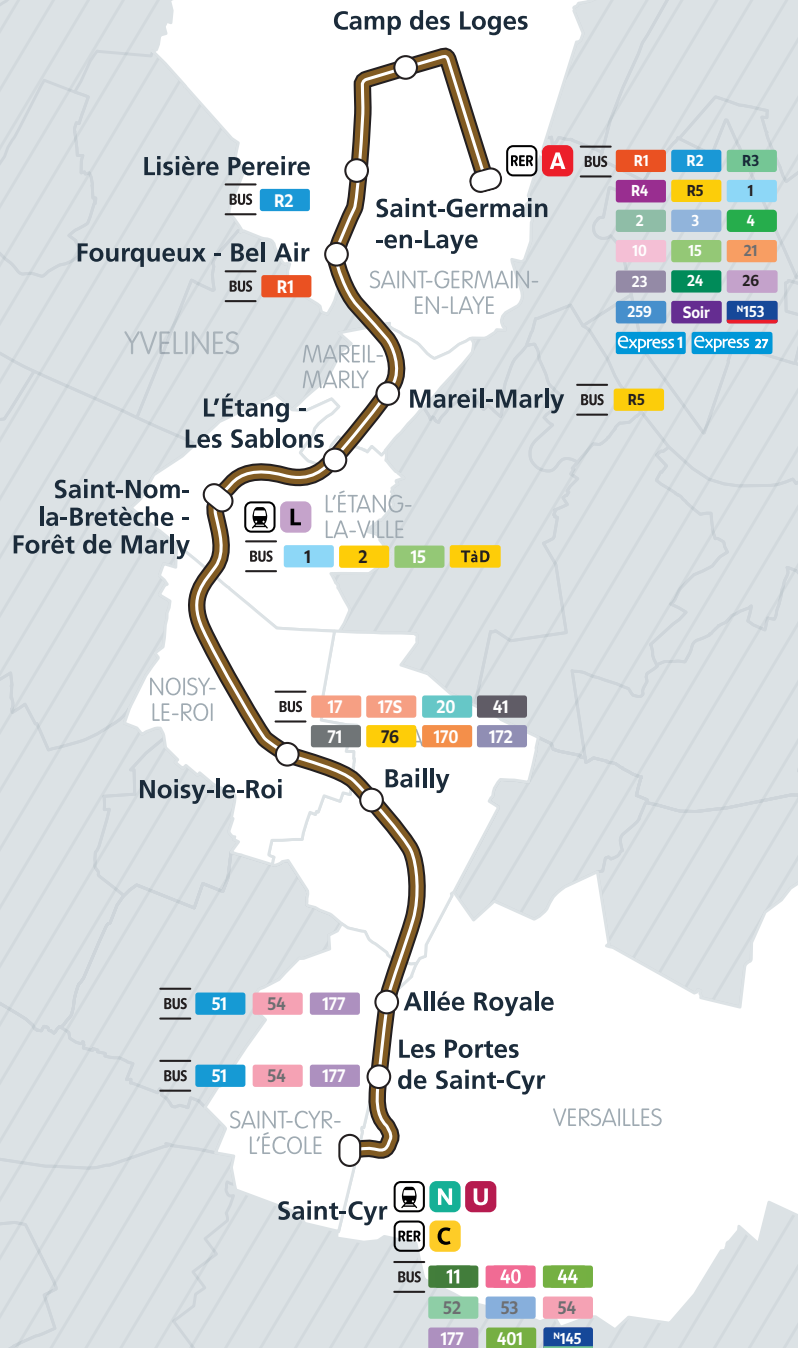 Camp des Loges
Lisière Pereire
BUS R2
RER A BUS R1 R2 R3
R4 R5 1
2 3 4
10 15 21
23 24 26
259 Soir N153
express 1 express 27
Saint-Germain
-en-Laye
Fourqueux - Bel Air
BUS R1
SAINT-GERMAIN-
EN-LAYE
YVELINES
MAREIL-
MARLY
Mareil-Marly BUS R5
L'Étang -
Les Sablons
Saint-Nom-
la-Bretèche -
Forêt de Marly
L
L'ÉTANG-
LA-VILLE
BUS 1 2 15 TàD
NOISY-
LE-ROI
BUS 17 17S 20 41
71 76 170 172
Noisy-le-Roi
Bailly
BUS 51 54 177
Allée Royale
BUS 51 54 177
Les Portes
de Saint-Cyr
SAINT-CYR-
L'ÉCOLE
VERSAILLES
Saint-Cyr
N U
RER C
BUS 11 40 44
52 53 54
177 401 N145